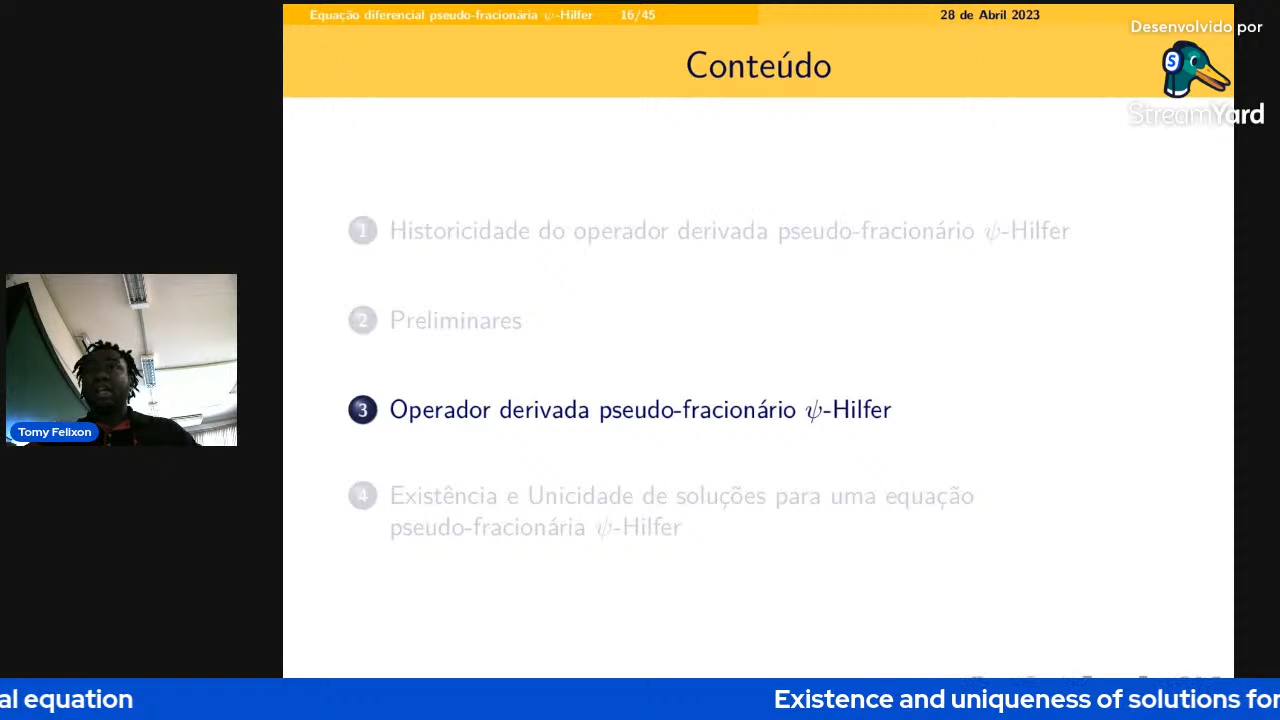 Equação diferencial pseudo-fracionária ψ-Hilfer 16/45 28 de Abril 2023
Desenvolvido por
Conteúdo
S
StreamYard
1 Historicidade do operador derivada pseudo-fracionário ψ-Hilfer
2 Preliminares
3 Operador derivada pseudo-fracionário ψ-Hilfer
Tomy Felixon
4 Existência e Unicidade de soluções para uma equação
pseudo-fracionária ψ-Hilfer
al equation Existence and uniqueness of solutions for